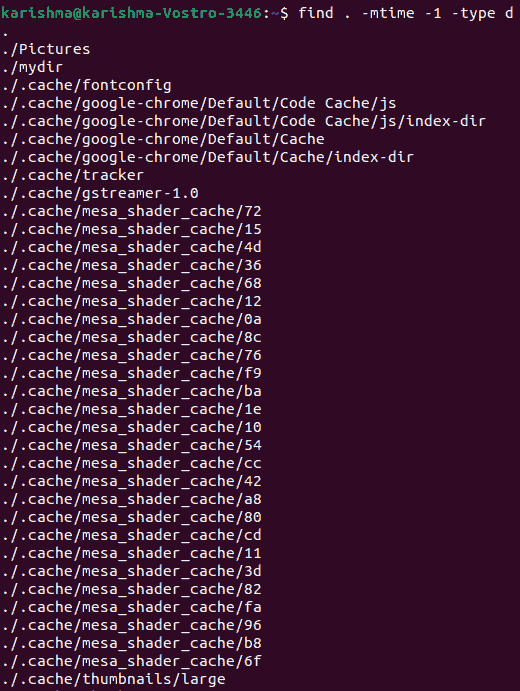 karishma@karishma-Vostro-3446:~$ find . -mtime -1 -type d
.
./Pictures
./mydir
./.cache/fontconfig
./.cache/google-chrome/Default/Code Cache/js
./.cache/google-chrome/Default/Code Cache/js/index-dir
./.cache/google-chrome/Default/Cache
./.cache/google-chrome/Default/Cache/index-dir
./.cache/tracker
./.cache/gstreamer-1.0
./.cache/mesa_shader_cache/72
./.cache/mesa_shader_cache/15
./.cache/mesa_shader_cache/4d
./.cache/mesa_shader_cache/36
./.cache/mesa_shader_cache/68
./.cache/mesa_shader_cache/12
./.cache/mesa_shader_cache/0a
./.cache/mesa_shader_cache/8c
./.cache/mesa_shader_cache/76
./.cache/mesa_shader_cache/f9
./.cache/mesa_shader_cache/ba
./.cache/mesa_shader_cache/1e
./.cache/mesa_shader_cache/10
./.cache/mesa_shader_cache/54
./.cache/mesa_shader_cache/cc
./.cache/mesa_shader_cache/42
./.cache/mesa_shader_cache/a8
./.cache/mesa_shader_cache/80
./.cache/mesa_shader_cache/cd
./.cache/mesa_shader_cache/11
./.cache/mesa_shader_cache/3d
./.cache/mesa_shader_cache/82
./.cache/mesa_shader_cache/fa
./.cache/mesa_shader_cache/96
./.cache/mesa_shader_cache/b8
./.cache/mesa_shader_cache/6f
./.cache/thumbnails/large